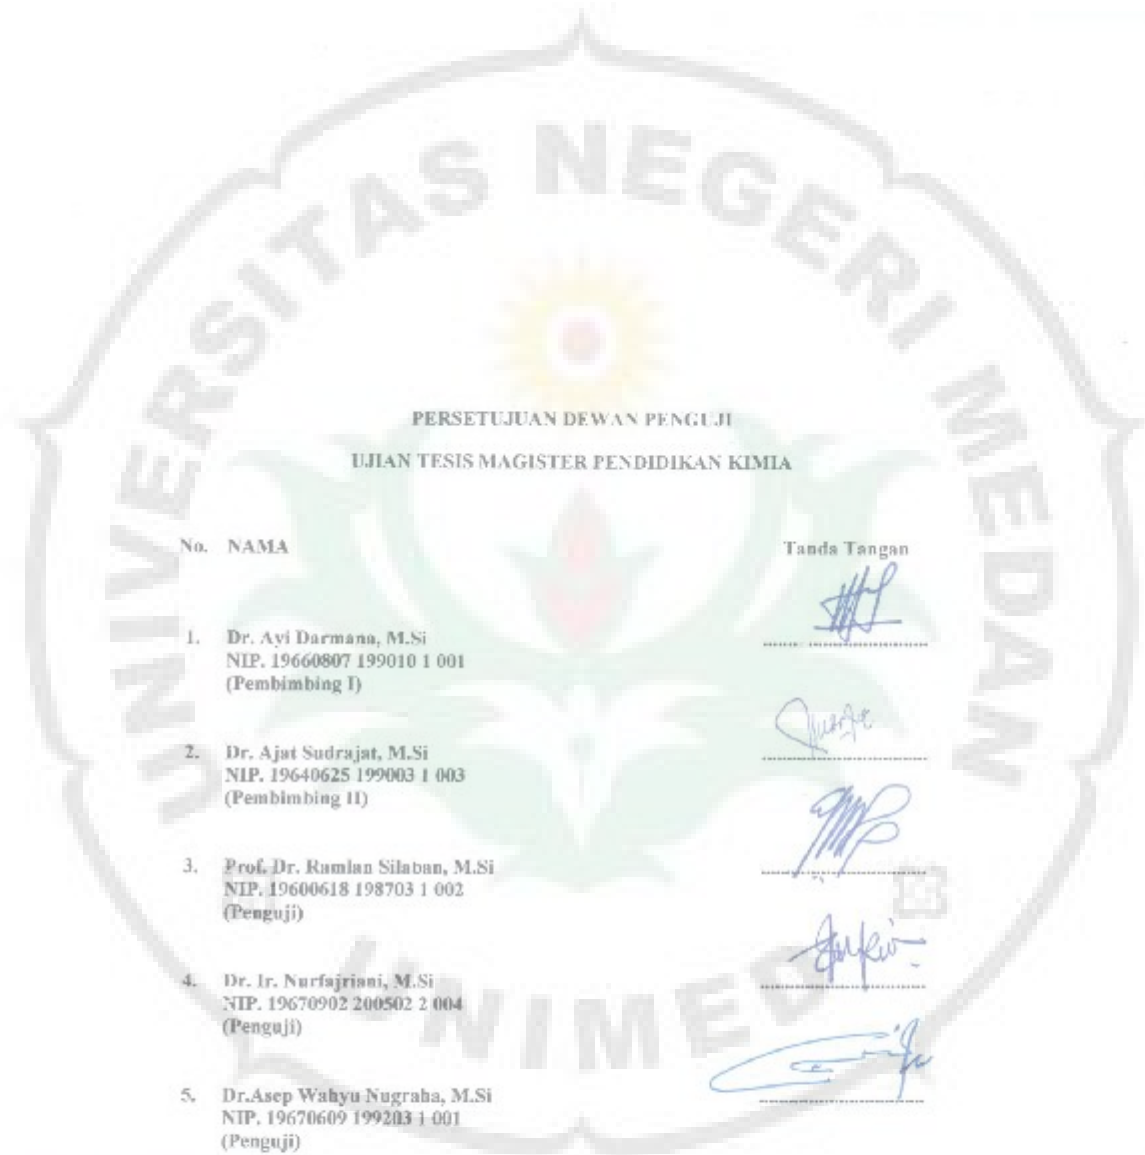 UNIVERSITAS NEGERI MEDAN
PERSETUJUAN DEWAN PENGUJI
UJIAN TESIS MAGISTER PENDIDIKAN KIMIA
No. NAMA Tanda Tangan
1. Dr. Ayi Darmana, M.Si
NIP. 19660807 199010 1 001
(Pembimbing I)
2. Dr. Ajat Sudrajat, M.Si
NIP. 19640625 199003 1 003
(Pembimbing II)
3. Prof. Dr. Ramlan Silaban, M.Si
NIP. 19600618 198703 1 002
(Penguji)
4. Dr. Ir. Nurfajriani, M.Si
NIP. 19670902 200502 2 004
(Penguji)
UNIMED
5. Dr.Asep Wahyu Nugraha, M.Si
NIP. 19670609 199203 1 001
(Penguji)